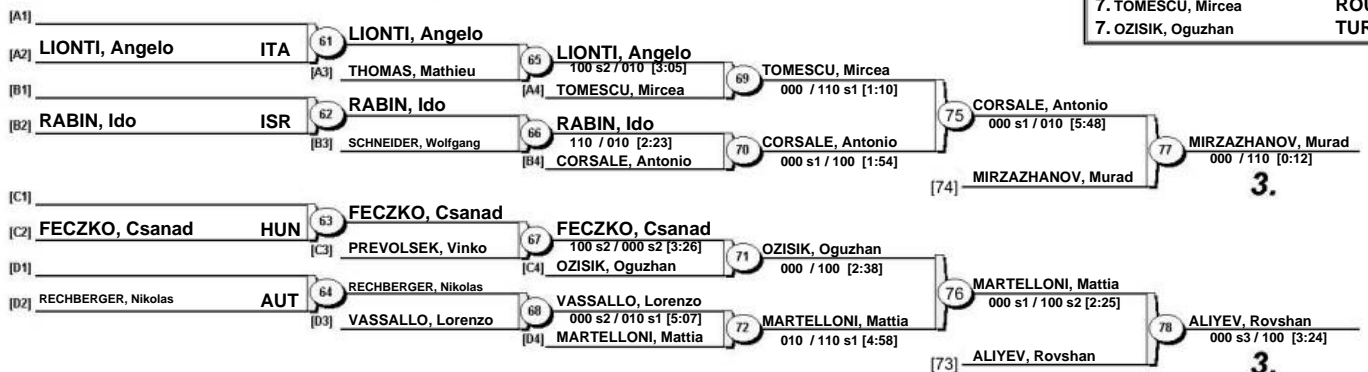 7. TOMESCU, Mircea
7. OZISIK, Oguzhan TUR
[A1]
[A2] LIONTI, Angelo ITA
61
LIONTI, Angelo
[A3] THOMAS, Mathieu
65
LIONTI, Angelo
100 s2 / 010 [3:05]
[A4] TOMESCU, Mircea
69
TOMESCU, Mircea
000 / 110 s1 [1:10]
[B1]
[B2] RABIN, Ido ISR
62
RABIN, Ido
[B3] SCHNEIDER, Wolfgang
66
RABIN, Ido
110 / 010 [2:23]
[B4] CORSALE, Antonio
70
CORSALE, Antonio
000 s1 / 100 [1:54]
75
CORSALE, Antonio
000 s1 / 010 [5:48]
[74] MIRZAZHANOV, Murad
77
MIRZAZHANOV, Murad
000 / 110 [0:12]
3.
[C1]
[C2] FECZKO, Csanad HUN
63
FECZKO, Csanad
[C3] PREVOLSEK, Vinko
67
FECZKO, Csanad
100 s2 / 000 s2 [3:26]
[C4] OZISIK, Oguzhan
71
OZISIK, Oguzhan
000 / 100 [2:38]
[D1]
[D2] RECHBERGER, Nikolas AUT
64
RECHBERGER, Nikolas
[D3] VASSALLO, Lorenzo
68
VASSALLO, Lorenzo
000 s2 / 010 s1 [5:07]
[D4] MARTELLONI, Mattia
72
MARTELLONI, Mattia
010 / 110 s1 [4:58]
76
MARTELLONI, Mattia
000 s1 / 100 s2 [2:25]
[73] ALIYEV, Rovshan
78
ALIYEV, Rovshan
000 s3 / 100 [3:24]
3.